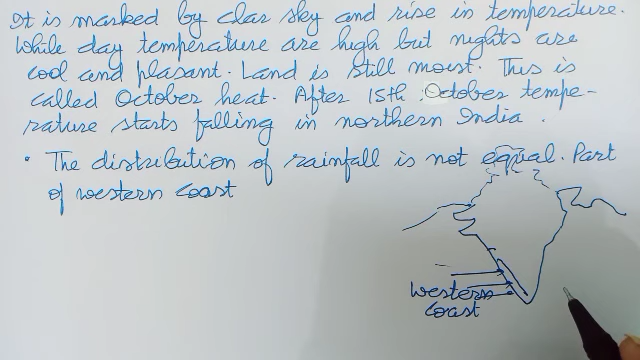 It is marked by clar sky and rise in temperature.
While day temperature are high but nights are
cool and plasant. Land is still moist. This is
called October heat. After 15th October tempe-
rature starts falling in northern India.
• The distribution of rainfall is not equal. Part
of western coast
Western
coast